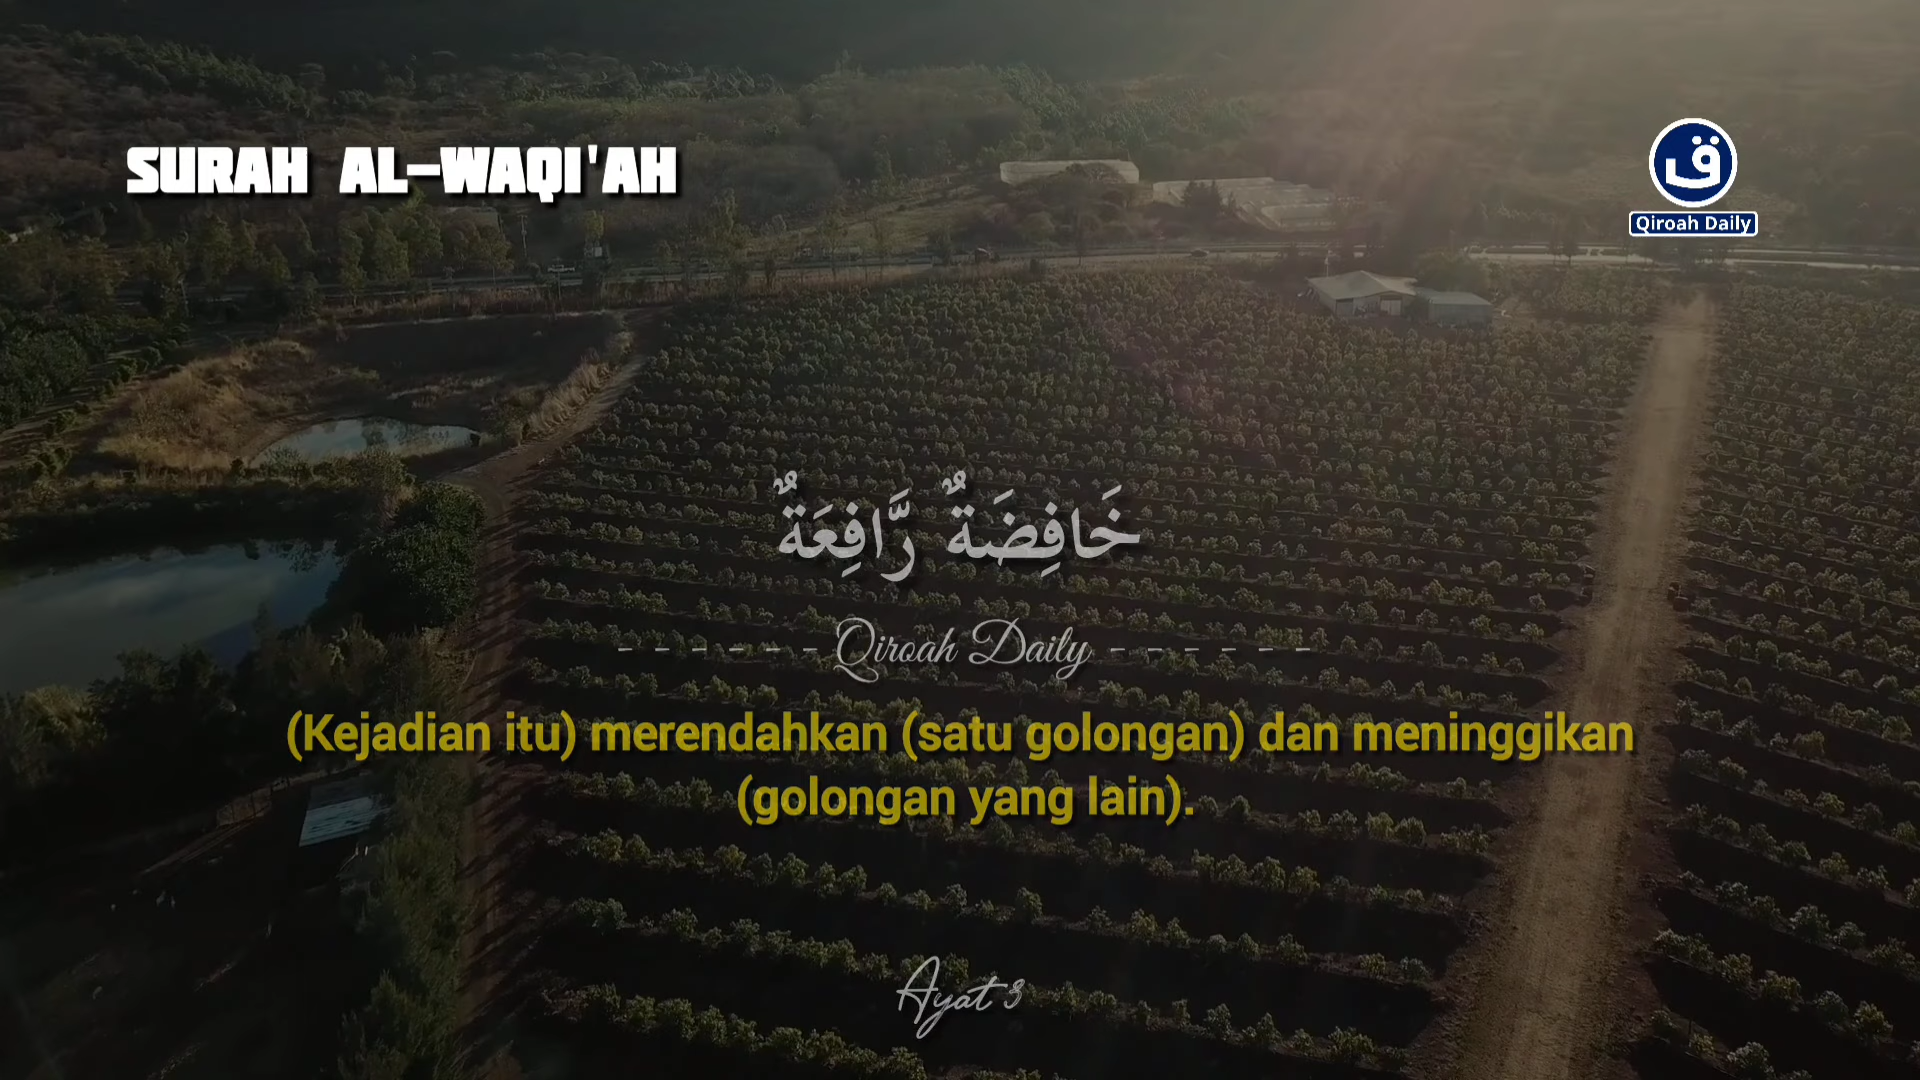 SURAH AL-WAQI'AH
ق
Qiroah Daily
خَافِضَةٌ رَّافِعَةٌ
- - - - - - Qiroah Daily - - - - - -
(Kejadian itu) merendahkan (satu golongan) dan meninggikan
(golongan yang lain).
Ayat 3